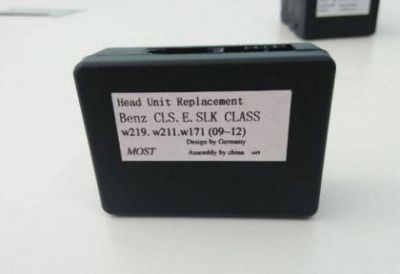 Head Unit Replacement
Benz CLS. E. SLK CLASS
w219. w211.w171 (09~12)
Design by Germany
MOST Assembly by china v09